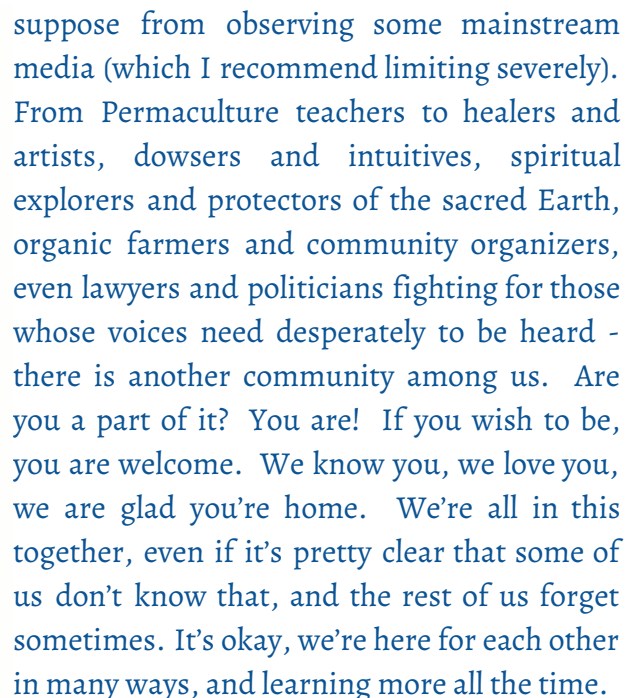 suppose from observing some mainstream
media (which I recommend limiting severely).
From Permaculture teachers to healers and
artists, dowsers and intuitives, spiritual
explorers and protectors of the sacred Earth,
organic farmers and community organizers,
even lawyers and politicians fighting for those
whose voices need desperately to be heard -
there is another community among us.  Are
you a part of it?  You are!  If you wish to be,
you are welcome.  We know you, we love you,
we are glad you’re home.  We’re all in this
together, even if it’s pretty clear that some of
us don’t know that, and the rest of us forget
sometimes. It’s okay, we’re here for each other
in many ways, and learning more all the time.